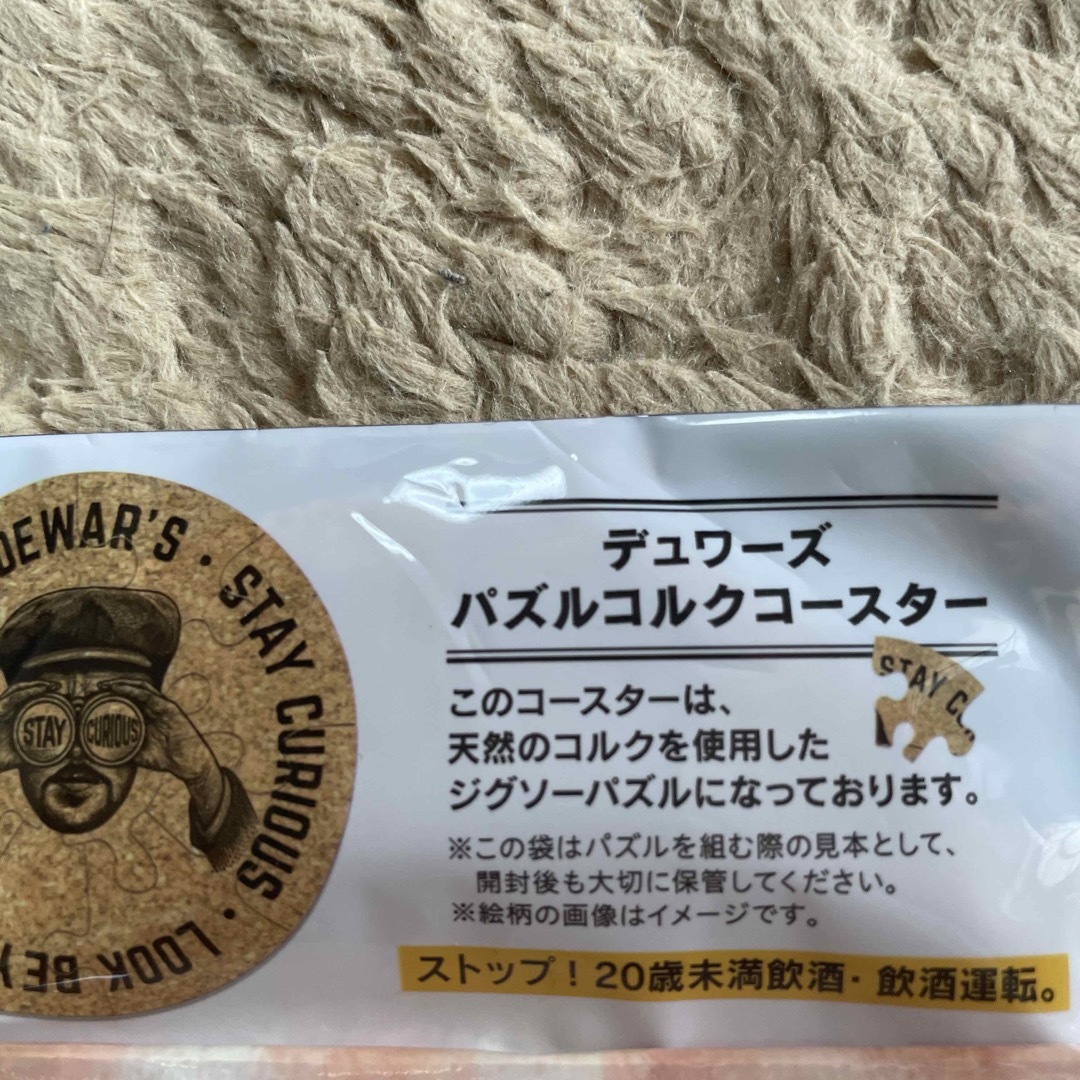 DEWAR'S · STAY CURIOUS · LOOK
STAY CURIOUS
デュワーズ
パズルコルクコースター
STAY
このコースターは、
天然のコルクを使用した
ジグソーパズルになっております。
※この袋はパズルを組む際の見本として、
開封後も大切に保管してください。
※絵柄の画像はイメージです。
ストップ！20歳未満飲酒・飲酒運転。